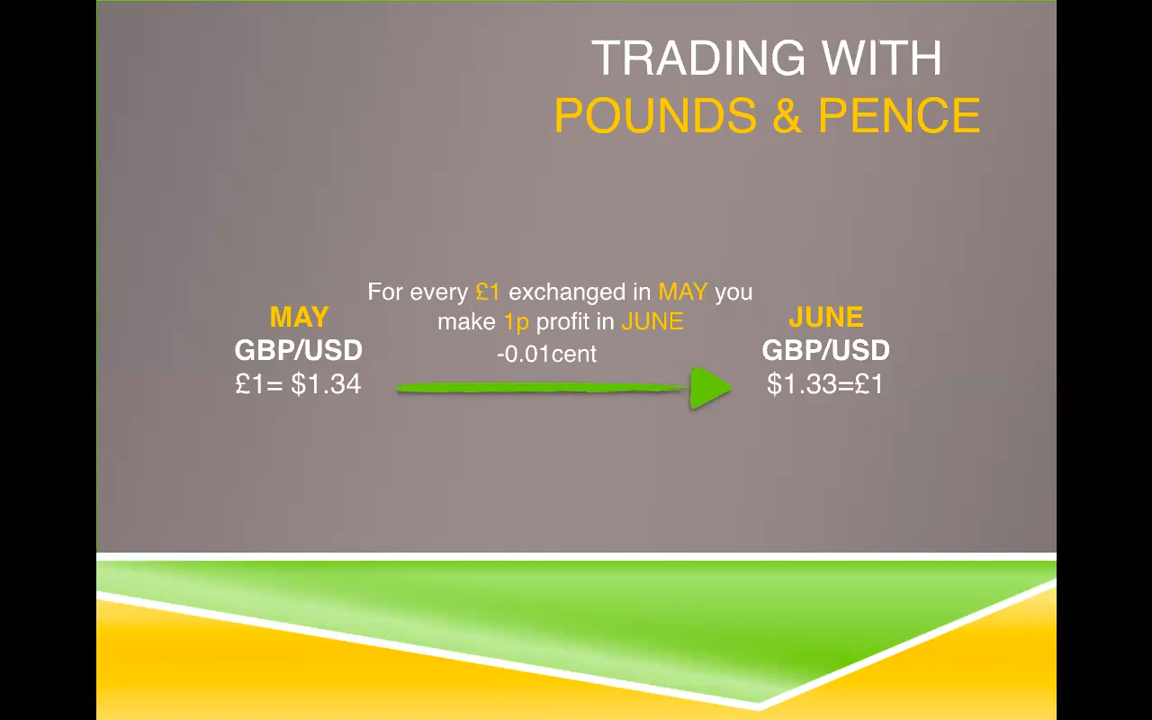 TRADING WITH
POUNDS & PENCE
For every £1 exchanged in MAY you
make 1p profit in JUNE
-0.01cent
MAY
GBP/USD
£1= $1.34
JUNE
GBP/USD
$1.33=£1